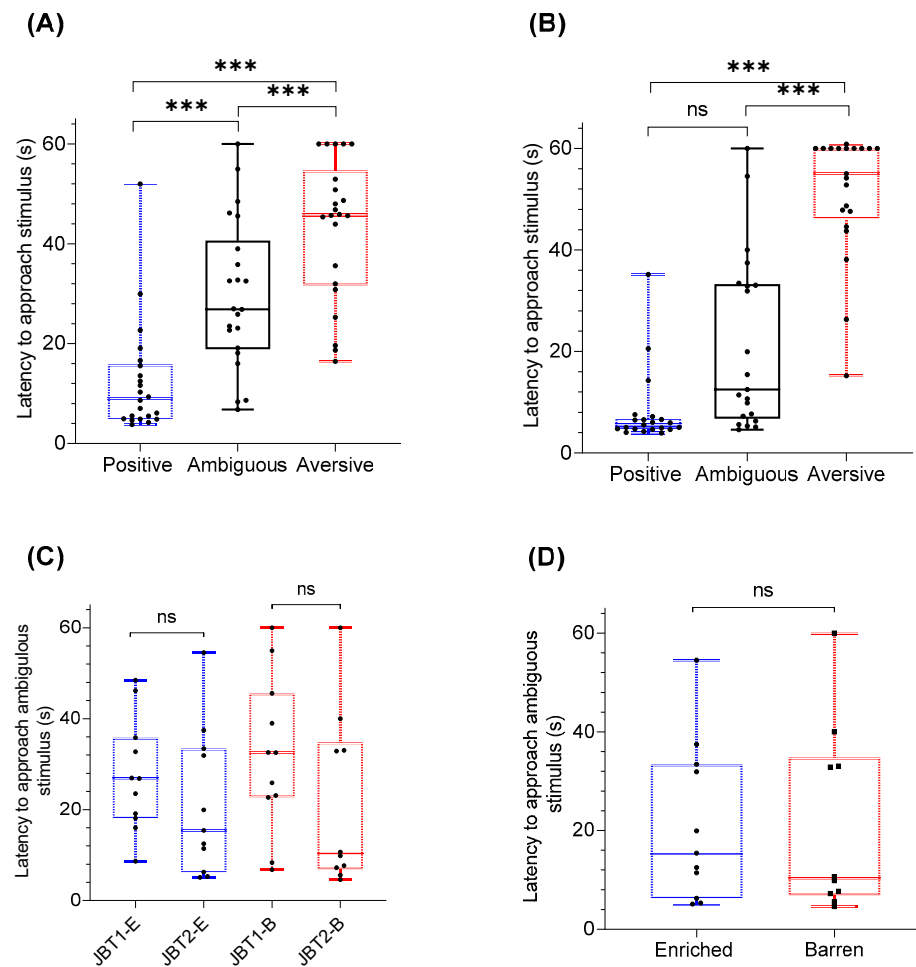 (A)
***
***
***
Latency to approach stimulus (s)
60
40
20
0
Positive
Ambiguous
Aversive
(B)
***
***
ns
Latency to approach stimulus (s)
60
40
20
0
Positive
Ambiguous
Aversive
(C)
ns
ns
Latency to approach ambigulous
stimulus (s)
60
40
20
0
JBT1-E
JBT2-E
JBT1-B
JBT2-B
(D)
ns
Latency to approach ambiguous
stimulus (s)
60
40
20
0
Enriched
Barren